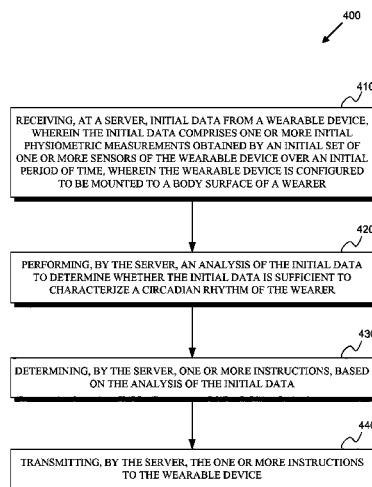 400
410
RECEIVING, AT A SERVER, INITIAL DATA FROM A WEARABLE DEVICE,
WHEREIN THE INITIAL DATA COMPRISES ONE OR MORE INITIAL
PHYSIOMETRIC MEASUREMENTS OBTAINED BY AN INITIAL SET OF
ONE OR MORE SENSORS OF THE WEARABLE DEVICE OVER AN INITIAL
PERIOD OF TIME, WHEREIN THE WEARABLE DEVICE IS CONFIGURED
TO BE MOUNTED TO A BODY SURFACE OF A WEARER
420
PERFORMING, BY THE SERVER, AN ANALYSIS OF THE INITIAL DATA
TO DETERMINE WHETHER THE INITIAL DATA IS SUFFICIENT TO
CHARACTERIZE A CIRCADIAN RHYTHM OF THE WEARER
430
DETERMINING, BY THE SERVER, ONE OR MORE INSTRUCTIONS, BASED
ON THE ANALYSIS OF THE INITIAL DATA
440
TRANSMITTING, BY THE SERVER, THE ONE OR MORE INSTRUCTIONS
TO THE WEARABLE DEVICE